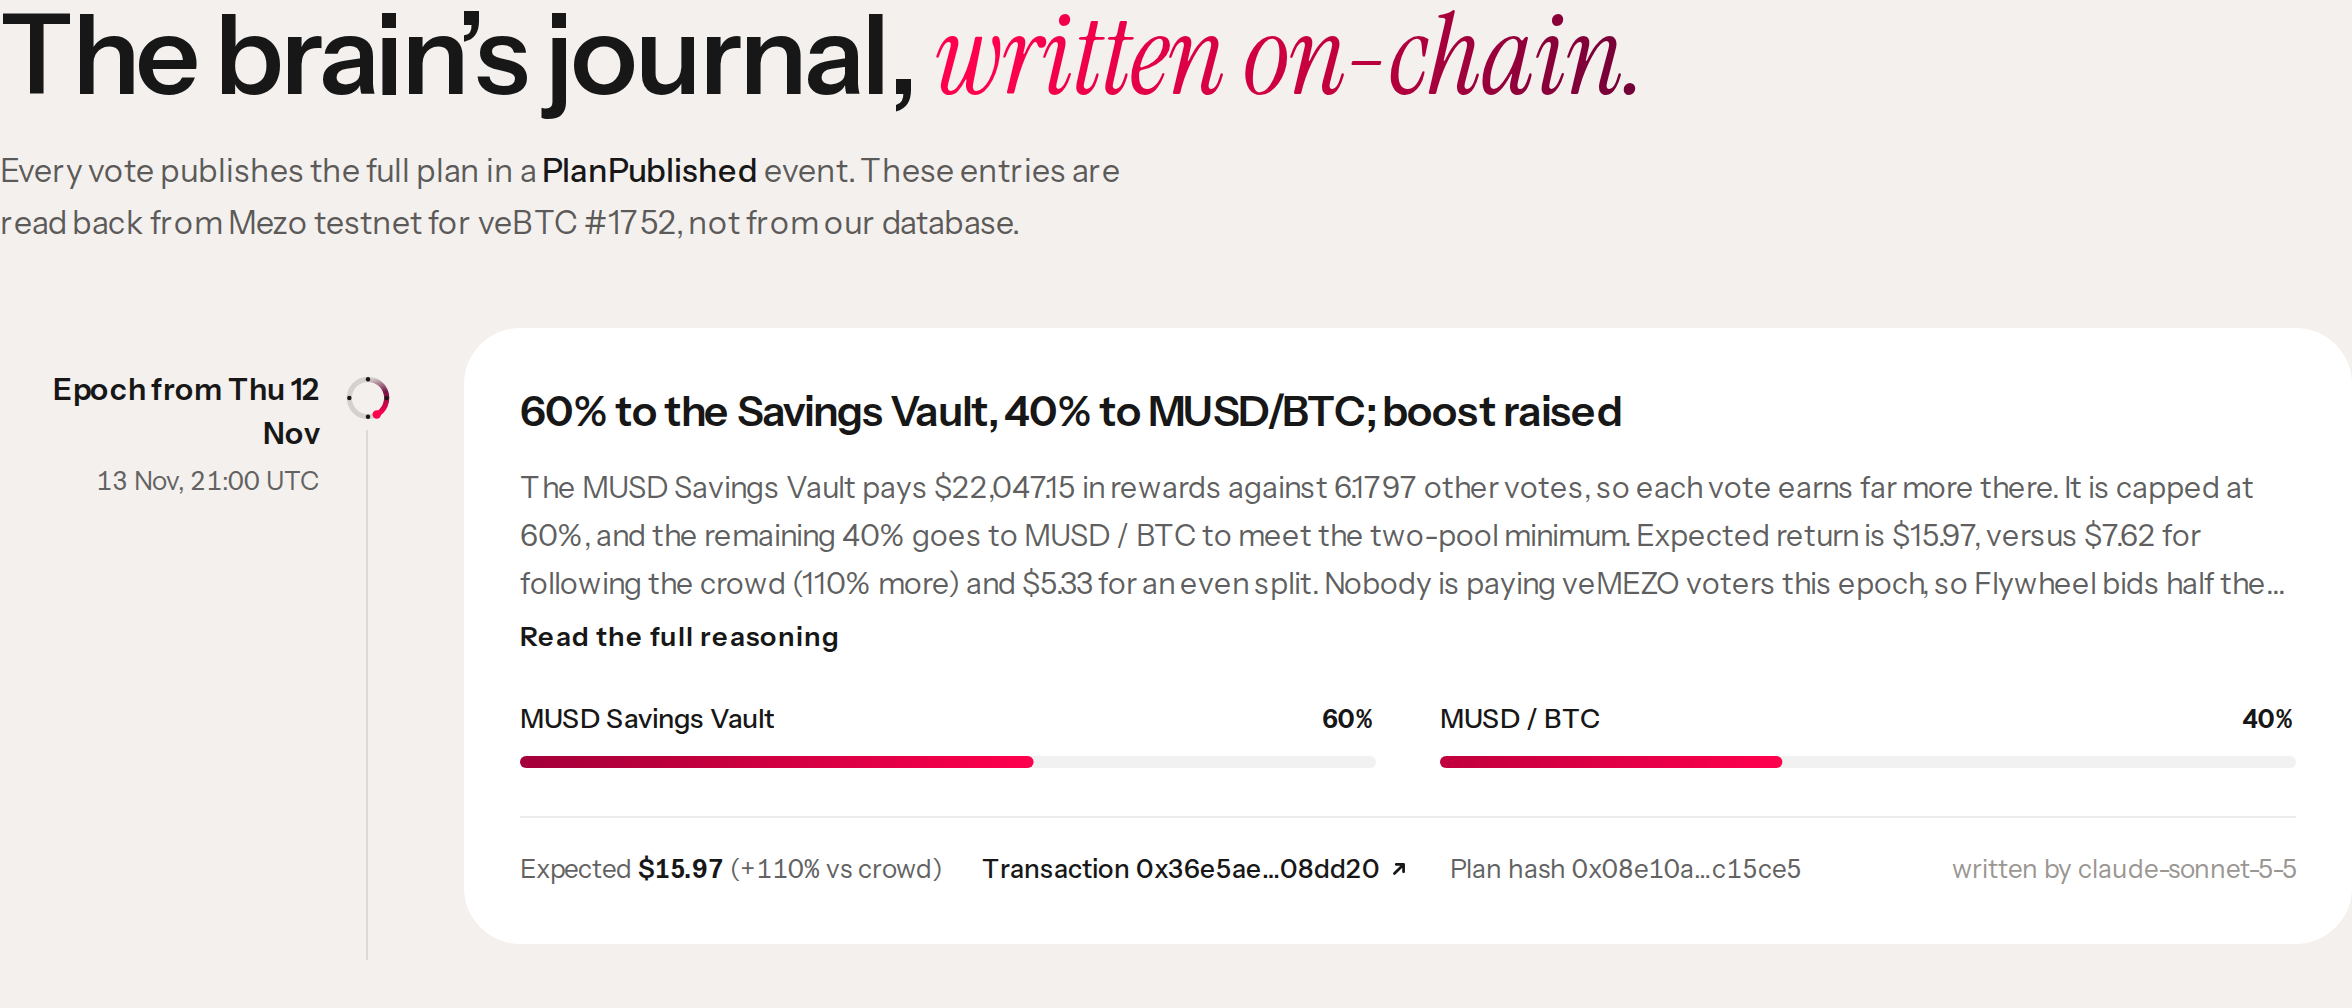 The brain’s journal, written on-chain.
Every vote publishes the full plan in a PlanPublished event. These entries are
read back from Mezo testnet for veBTC #1752, not from our database.
Epoch from Thu 12
Nov
13 Nov, 21:00 UTC
60% to the Savings Vault, 40% to MUSD/BTC; boost raised
The MUSD Savings Vault pays $22,047.15 in rewards against 6.1797 other votes, so each vote earns far more there. It is capped at
60%, and the remaining 40% goes to MUSD / BTC to meet the two-pool minimum. Expected return is $15.97, versus $7.62 for
following the crowd (110% more) and $5.33 for an even split. Nobody is paying veMEZO voters this epoch, so Flywheel bids half the...
Read the full reasoning
MUSD Savings Vault 60% MUSD / BTC 40%
Expected $15.97 (+110% vs crowd) Transaction 0x36e5ae...08dd20 ↗ Plan hash 0x08e10a...c15ce5 written by claude-sonnet-5-5